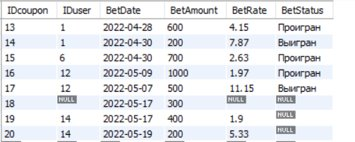 IDcoupon IDuser BetDate BetAmount BetRate BetStatus
13 1 2022-04-28 600 4.15 Проигран
14 1 2022-04-30 200 7.87 Выигран
15 6 2022-04-30 700 2.63 Проигран
16 12 2022-05-09 1000 1.97 Проигран
17 12 2022-05-07 500 11.15 Выигран
18 NULL 2022-05-17 300 NULL NULL
19 14 2022-05-17 400 1.9 NULL
20 14 2022-05-19 200 5.33 NULL